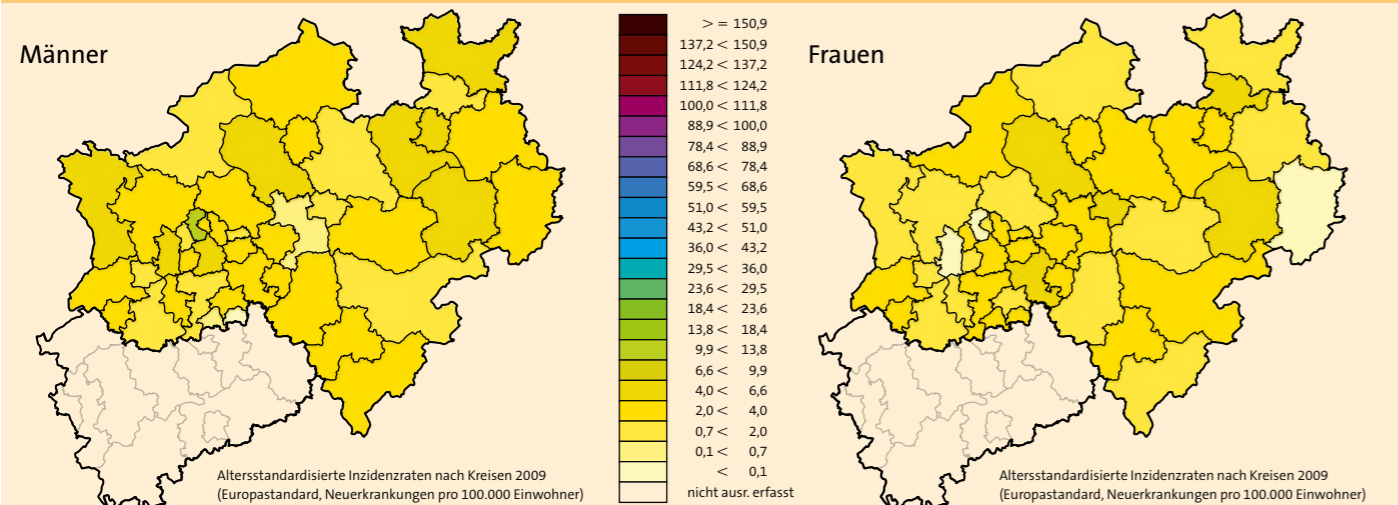 Männer
> = 150,9
137,2 < 150,9
124,2 < 137,2
111,8 < 124,2
100,0 < 111,8
88,9 < 100,0
78,4 < 88,9
68,6 < 78,4
59,5 < 68,6
51,0 < 59,5
43,2 < 51,0
36,0 < 43,2
29,5 < 36,0
23,6 < 29,5
18,4 < 23,6
13,8 < 18,4
9,9 < 13,8
6,6 < 9,9
4,0 < 6,6
2,0 < 4,0
0,7 < 2,0
0,1 < 0,7
< 0,1
nicht ausr. erfasst
Altersstandardisierte Inzidenzraten nach Kreisen 2009
(Europastandard, Neuerkrankungen pro 100.000 Einwohner)
Frauen
Altersstandardisierte Inzidenzraten nach Kreisen 2009
(Europastandard, Neuerkrankungen pro 100.000 Einwohner)